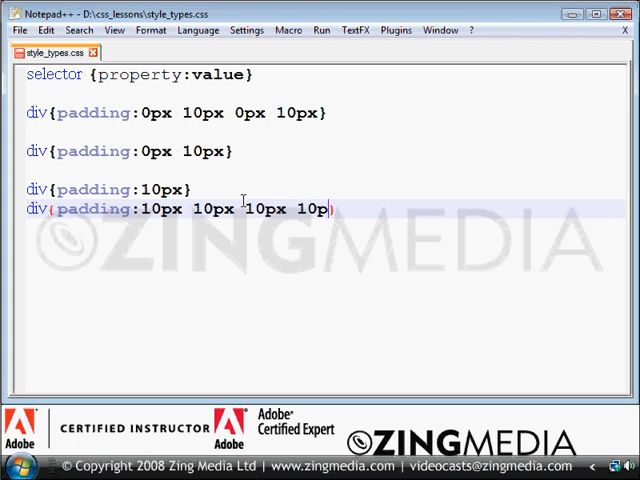 Notepad++ - D:\css_lessons\style_types.css
File Edit Search View Format Language Settings Macro Run TextFX Plugins Window ? X
style_types.css
selector {property:value}
div{padding:0px 10px 0px 10px}
div{padding:0px 10px}
div{padding:10px}
div{padding:10px 10px 10px 10p}
ZINGMEDIA
Adobe CERTIFIED INSTRUCTOR Adobe Adobe® Certified Expert ZINGMEDIA
© Copyright 2008 Zing Media Ltd | www.zingmedia.com | videocasts@zingmedia.com